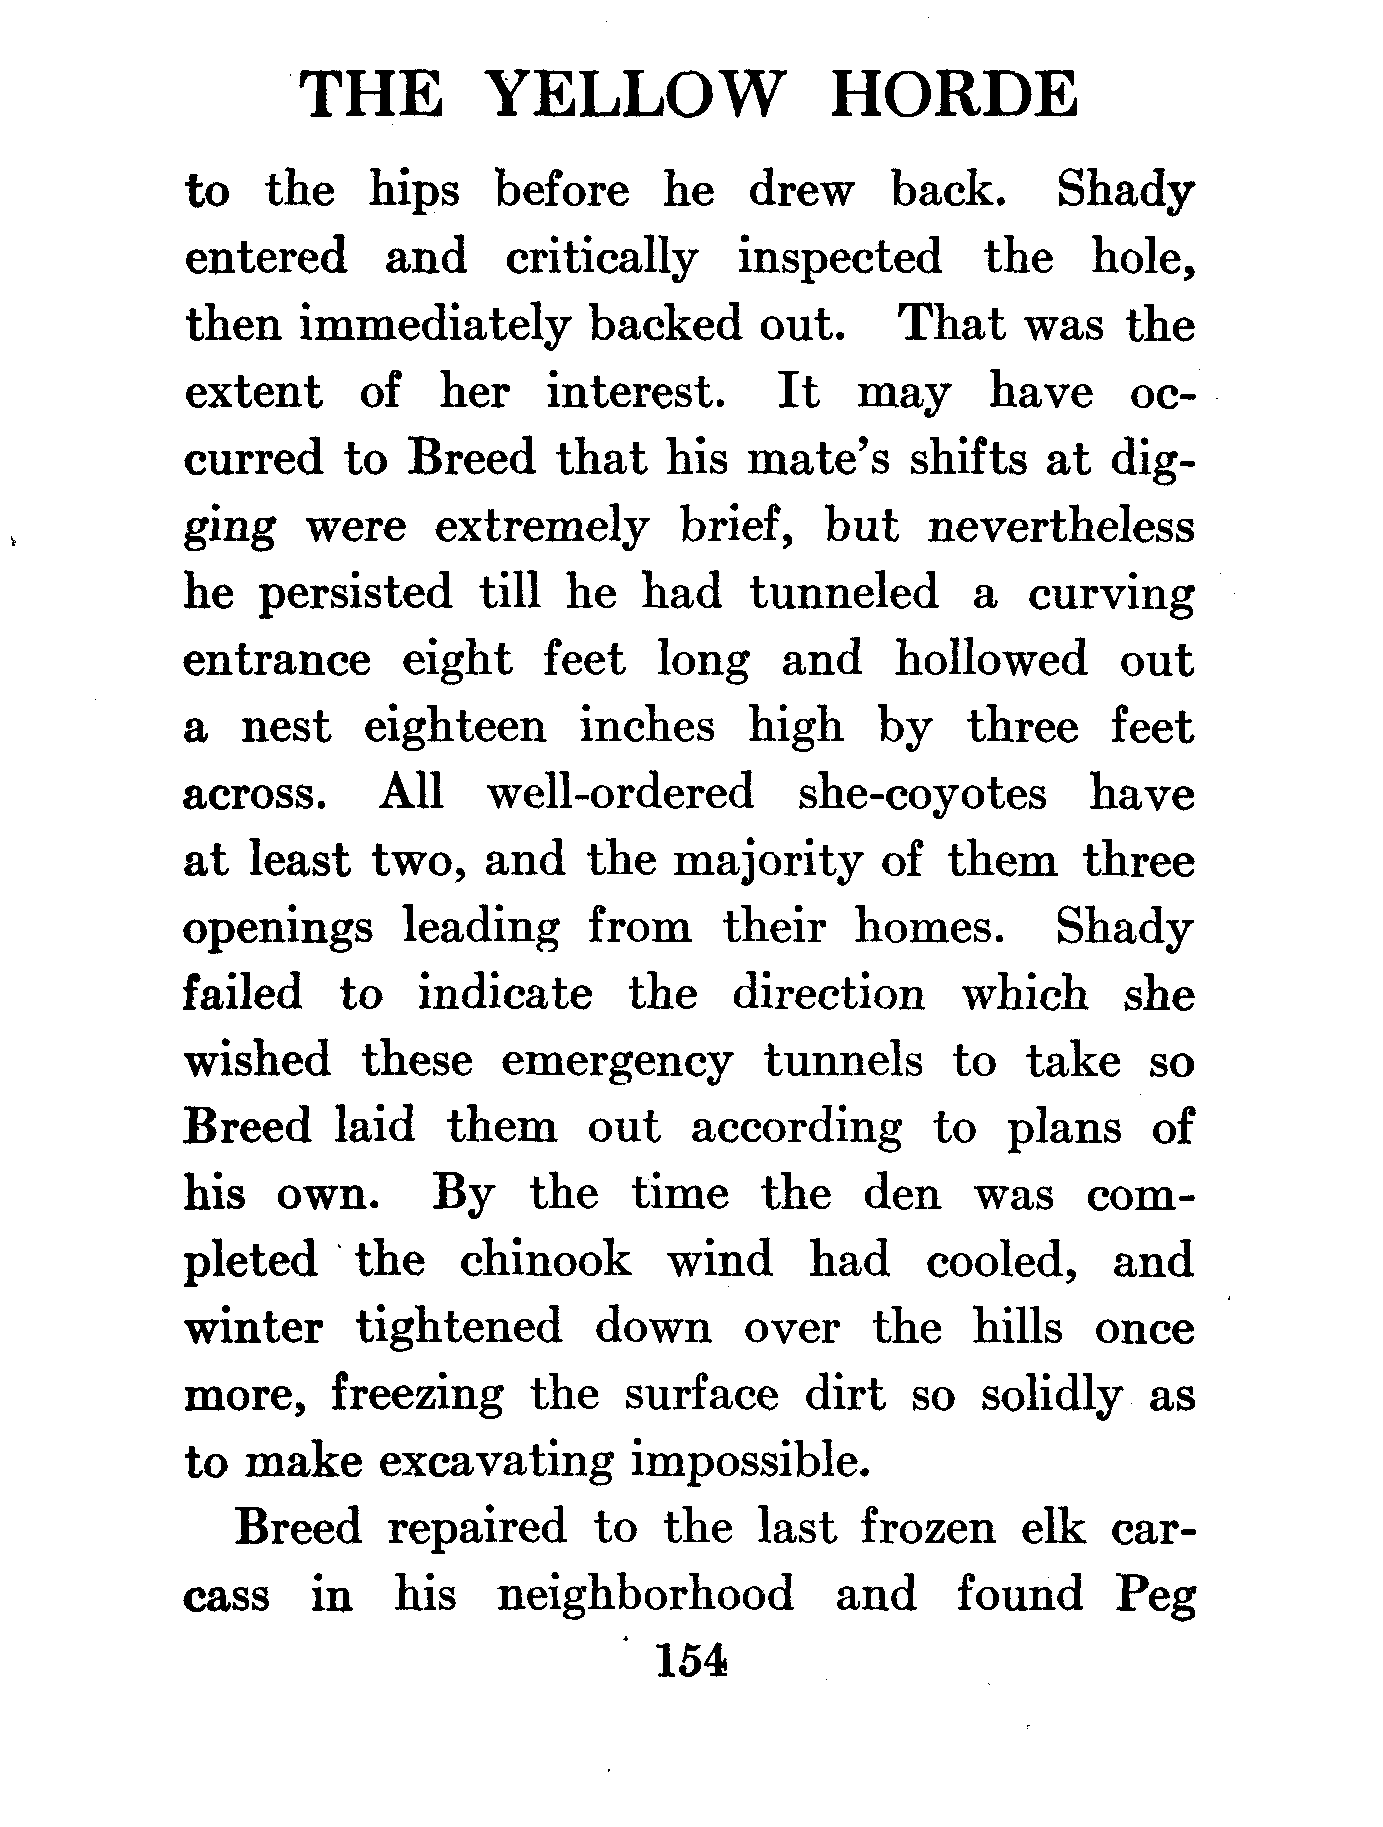 THE YELLOW HORDE
to the hips before he drew back. Shady
entered and critically inspected the hole,
then immediately backed out. That was the
extent of her interest. It may have oc-
curred to Breed that his mate's shifts at dig-
ging were extremely brief, but nevertheless
he persisted till he had tunneled a curving
entrance eight feet long and hollowed out
a nest eighteen inches high by three feet
across. All well-ordered she-coyotes have
at least two, and the majority of them three
openings leading from their homes. Shady
failed to indicate the direction which she
wished these emergency tunnels to take so
Breed laid them out according to plans of
his own. By the time the den was com-
pleted the chinook wind had cooled, and
winter tightened down over the hills once
more, freezing the surface dirt so solidly as
to make excavating impossible.
Breed repaired to the last frozen elk car-
cass in his neighborhood and found Peg
154